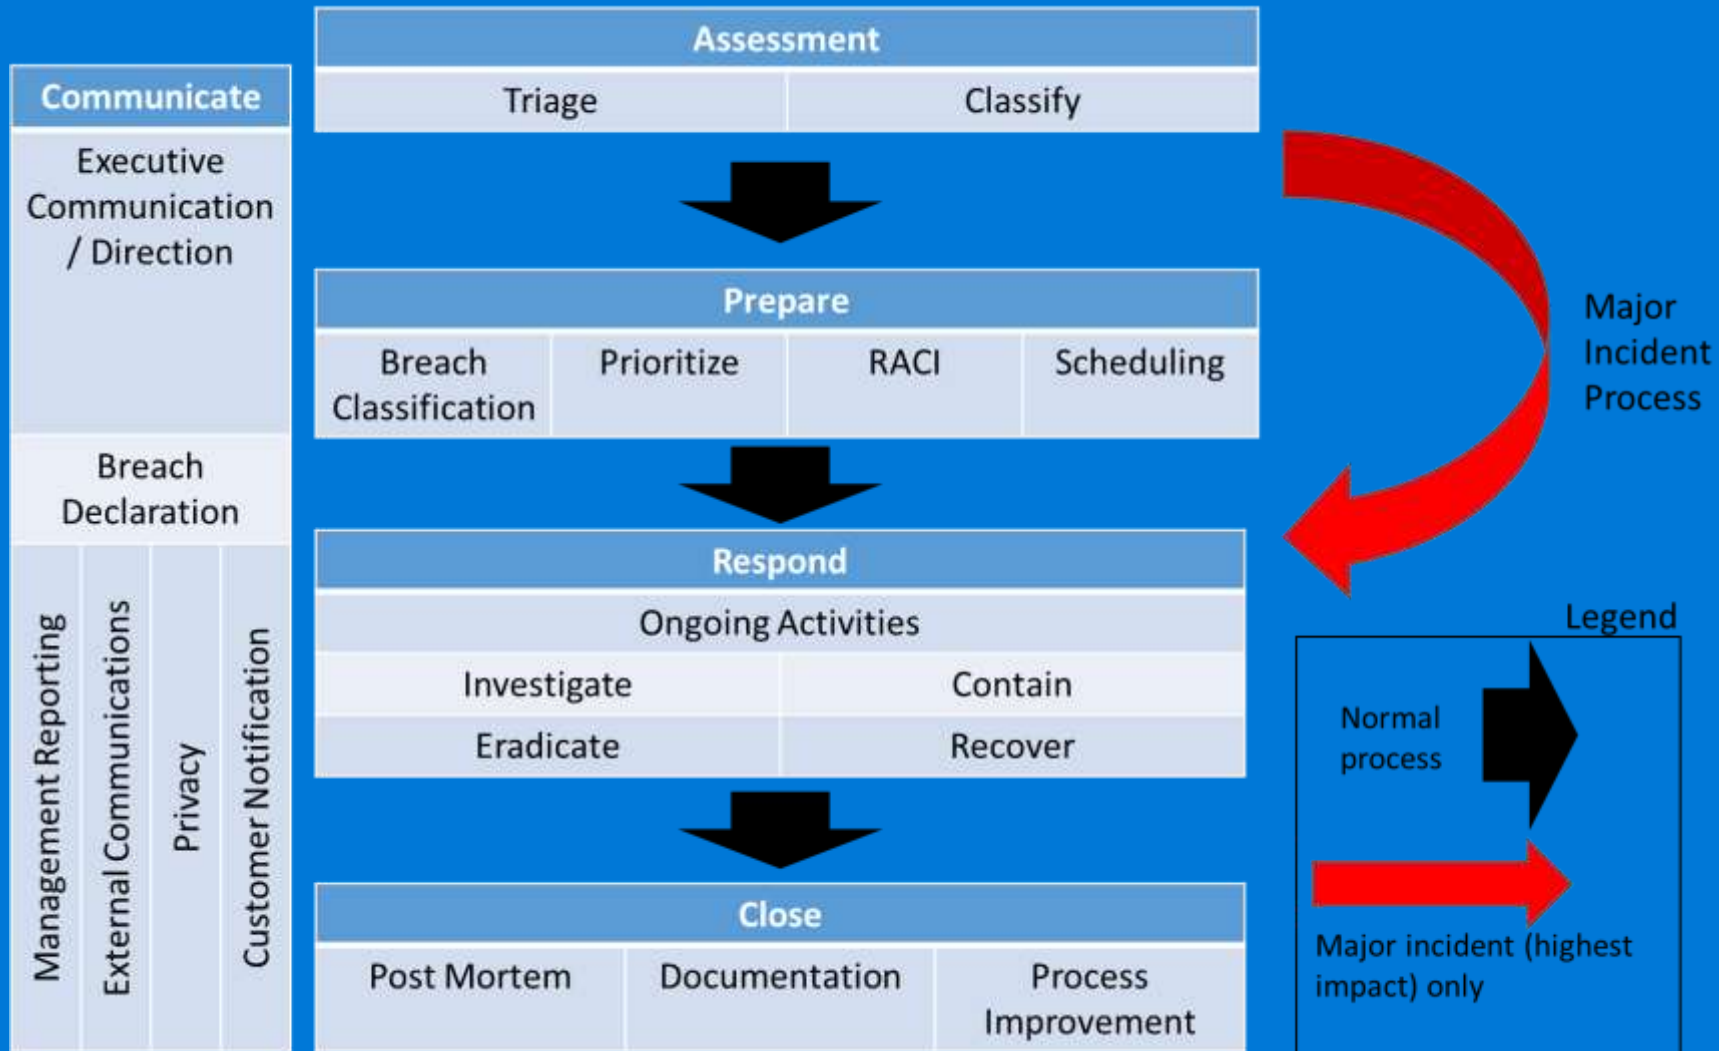 Communicate
Executive
Communication
/ Direction
Breach
Declaration
Management Reporting
External Communications
Privacy
Customer Notification
Assessment
Triage
Classify
Prepare
Breach
Classification
Prioritize
RACI
Scheduling
Respond
Ongoing Activities
Investigate
Contain
Eradicate
Recover
Close
Post Mortem
Documentation
Process
Improvement
Major
Incident
Process
Legend
Normal
process
Major incident (highest
impact) only